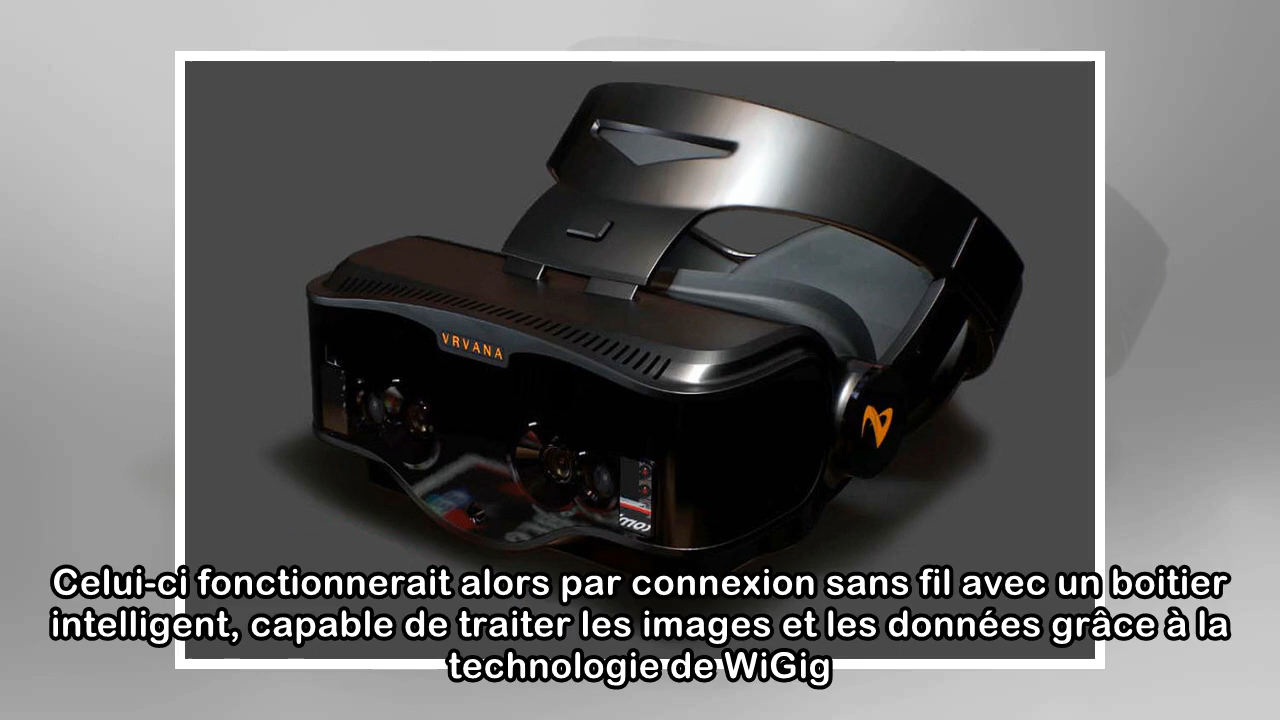 VRVANA
Celui-ci fonctionnerait alors par connexion sans fil avec un boitier
intelligent, capable de traiter les images et les données grâce à la
technologie de WiGig